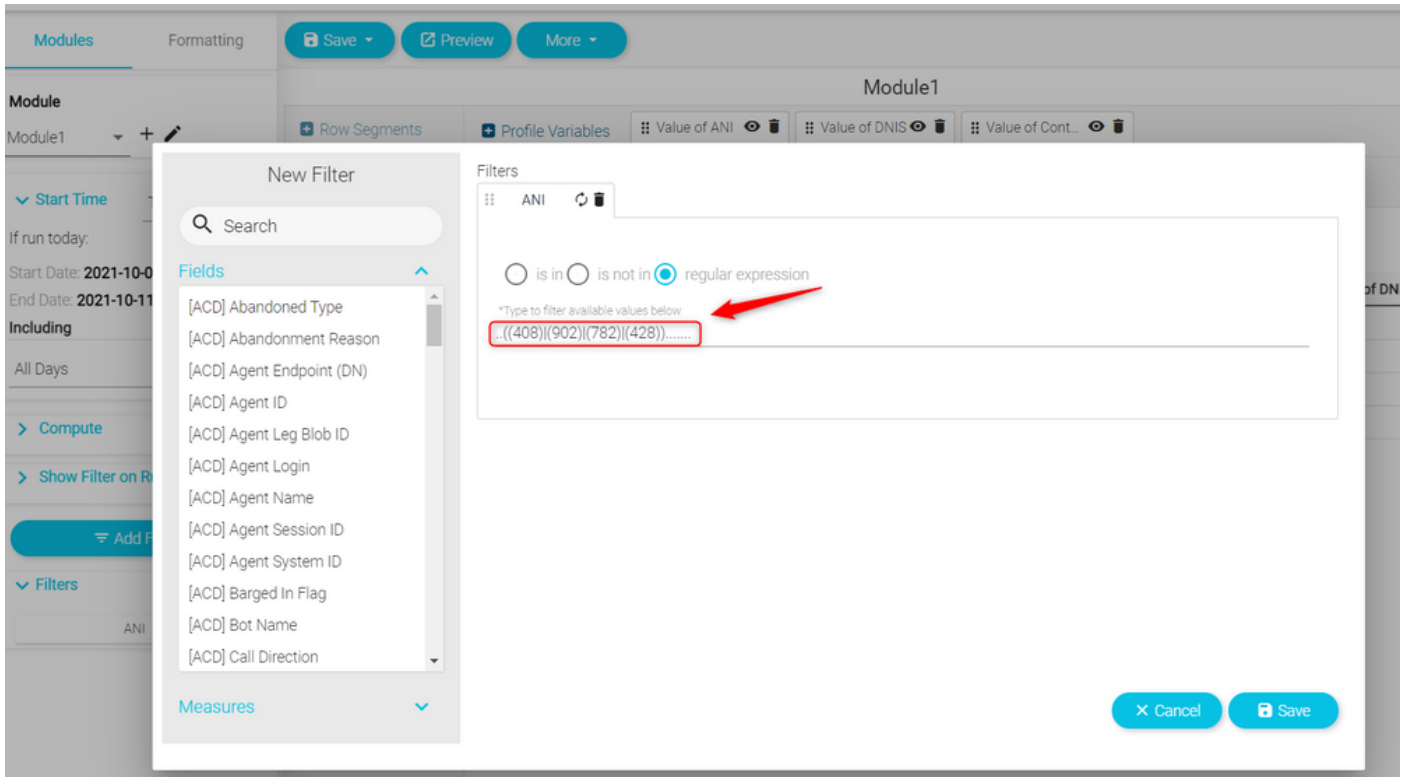 Modules Formatting Save Preview More
Module1
Module
Module1
Row Segments Profile Variables Value of ANI Value of DNIS Value of Cont...
New Filter
Filters
ANI
Start Time
Search
If run today:
Start Date: 2021-10-0
Fields
is in is not in regular expression
End Date: 2021-10-11
of DN
*Type to filter available values below
[ACD] Abandoned Type
Including
..((408)|(902)|(782)|(428)).......
[ACD] Abandonment Reason
All Days
[ACD] Agent Endpoint (DN)
[ACD] Agent ID
Compute
[ACD] Agent Leg Blob ID
[ACD] Agent Login
Show Filter on R
[ACD] Agent Name
[ACD] Agent Session ID
Add F
[ACD] Agent System ID
Filters
[ACD] Barged In Flag
ANI
[ACD] Bot Name
[ACD] Call Direction
Measures
Cancel Save